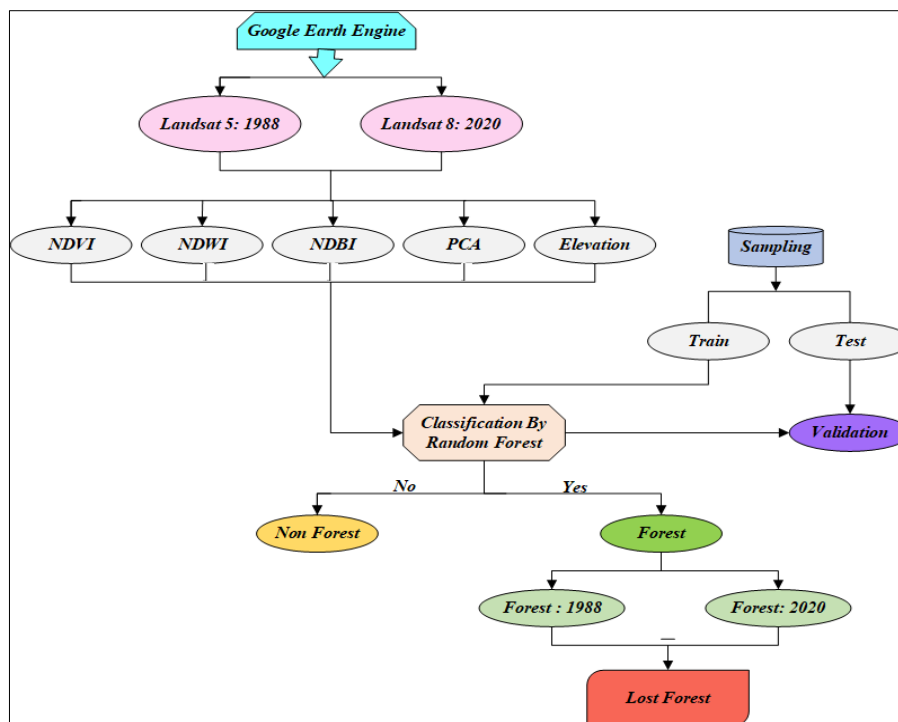 Google Earth Engine
Landsat 5: 1988
Landsat 8: 2020
NDVI
NDWI
NDBI
PCA
Elevation
Sampling
Train
Test
Classification By
Random Forest
Validation
No
Yes
Non Forest
Forest
Forest : 1988
Forest: 2020
Lost Forest